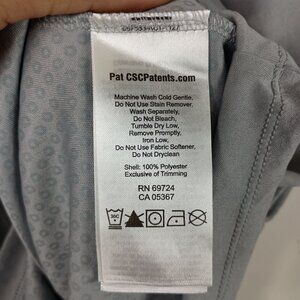 Pat CSCPatents.com
Machine Wash Cold Gentle,
Do Not Use Stain Remover,
Wash Separately,
Do Not Bleach,
Tumble Dry Low,
Remove Promptly,
Iron Low,
Do Not Use Fabric Softener,
Do Not Dryclean
Shell: 100% Polyester
Exclusive of Trimming
RN 69724
CA 05367